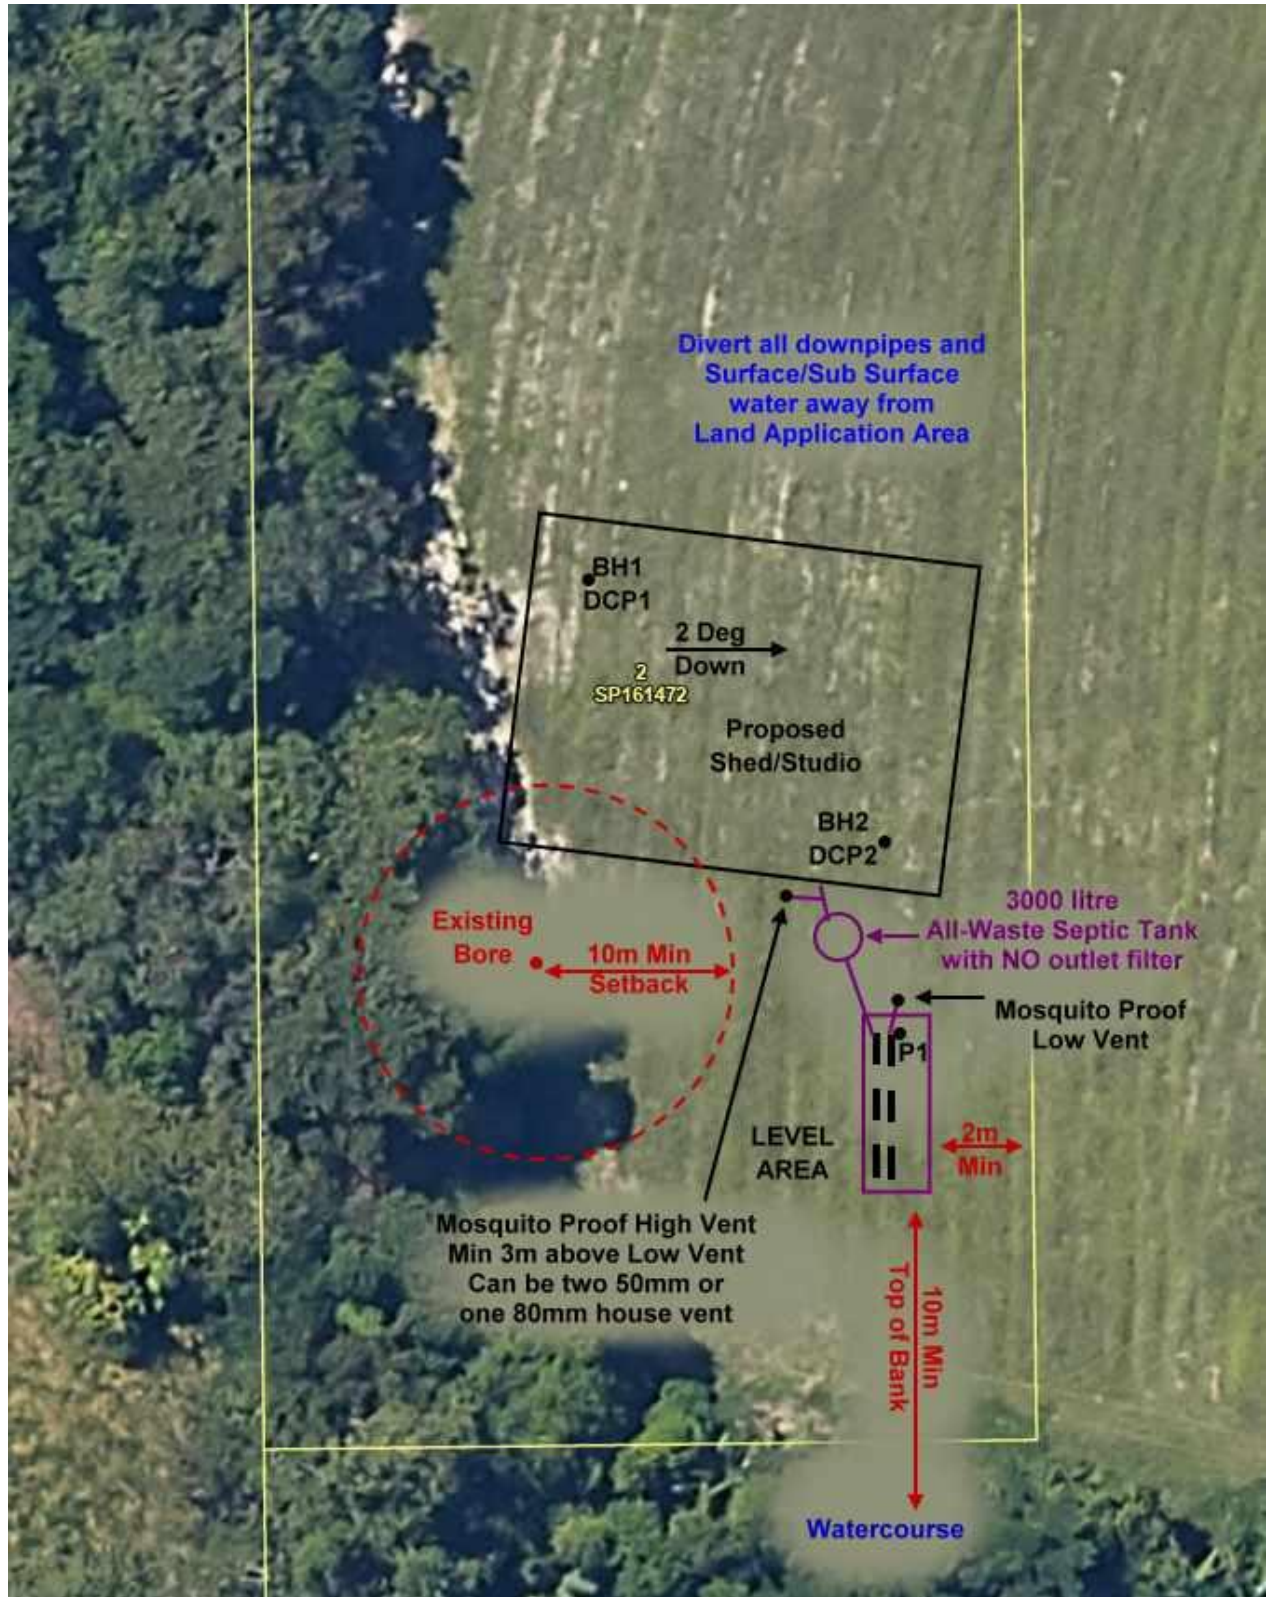 Divert all downpipes and
Surface/Sub Surface
water away from
Land Application Area
BH1
DCP1
2 Deg
Down
2
SP161472
Proposed
Shed/Studio
BH2
DCP2
Existing
Bore
10m Min
Setback
3000 litre
All-Waste Septic Tank
with NO outlet filter
Mosquito Proof
Low Vent
P1
LEVEL
AREA
2m
Min
Mosquito Proof High Vent
Min 3m above Low Vent
Can be two 50mm or
one 80mm house vent
10m Min
Top of Bank
Watercourse